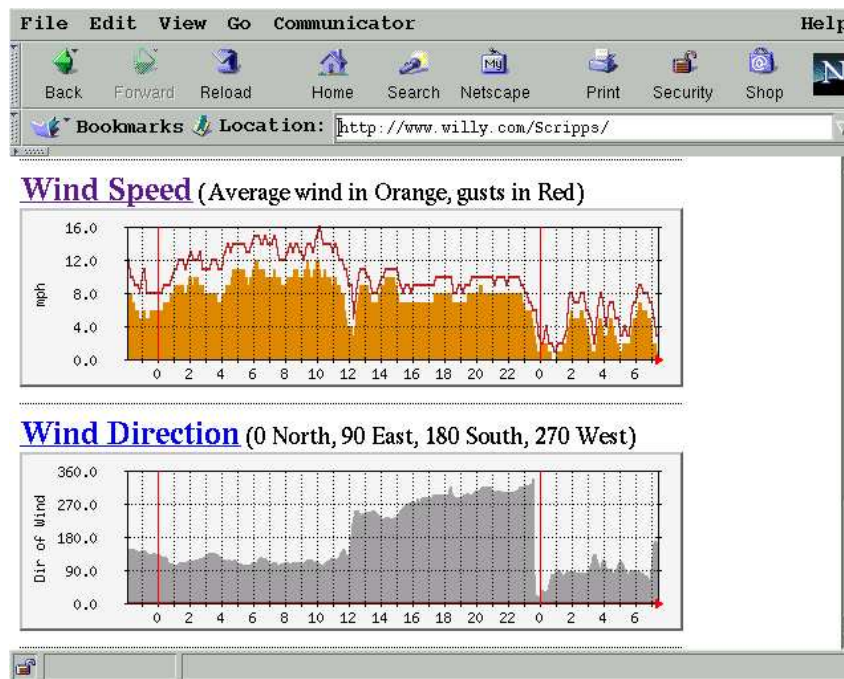 File Edit View Go Communicator Help
Back Forward Reload Home Search My Netscape Print Security Shop N
Bookmarks Location: http://www.willy.com/Scripps/
Wind Speed (Average wind in Orange, gusts in Red)
16.0
12.0
8.0
4.0
0.0
mph
0 2 4 6 8 10 12 14 16 18 20 22 0 2 4 6
Wind Direction (0 North, 90 East, 180 South, 270 West)
360.0
270.0
180.0
90.0
0.0
Dir of Wind
0 2 4 6 8 10 12 14 16 18 20 22 0 2 4 6